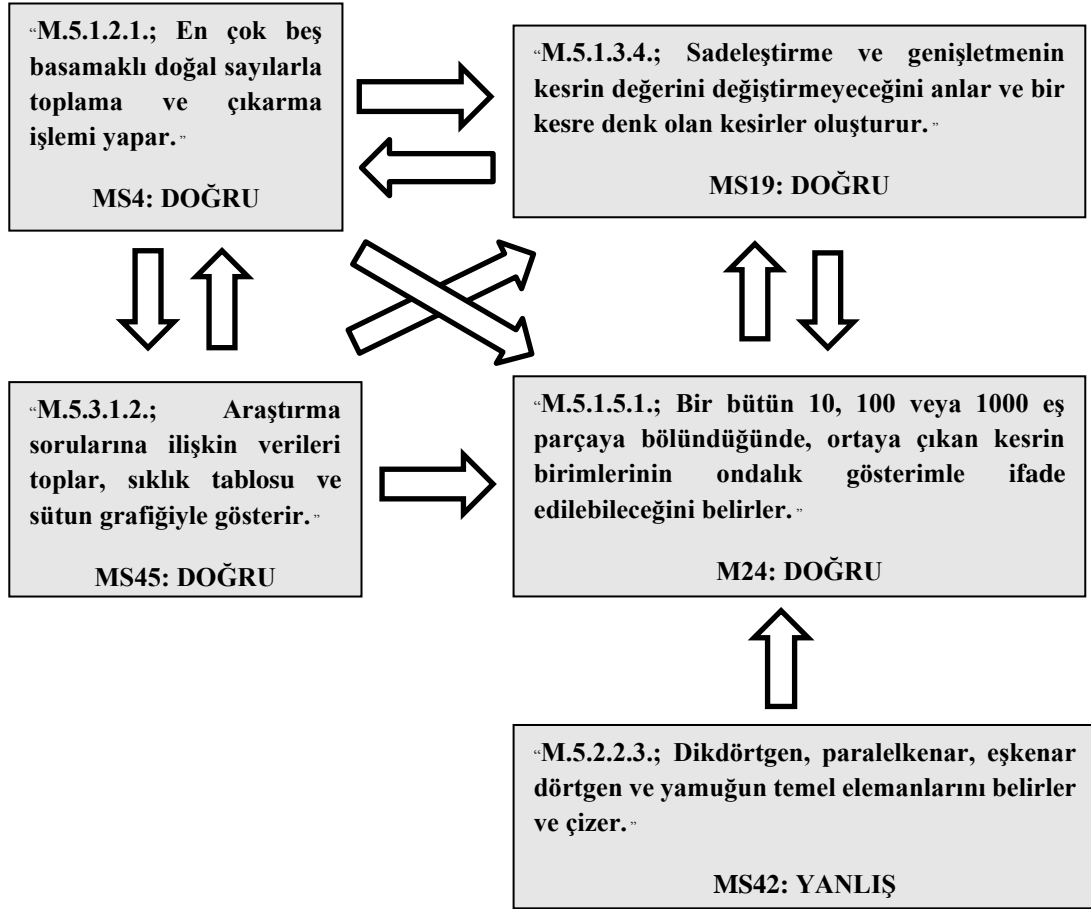 “M.5.1.2.1.; En çok beş
basamaklı doğal sayılarla
toplama ve çıkarma
işlemi yapar.”
MS4: DOĞRU
“M.5.1.3.4.; Sadeleştirme ve genişletmenin
kesrin değerini değiştirmeyeceğini anlar ve bir
kesre denk olan kesirler oluşturur.”
MS19: DOĞRU
“M.5.3.1.2.; Araştırma
sorularına ilişkin verileri
toplar, sıklık tablosu ve
sütun grafiğiyle gösterir.”
MS45: DOĞRU
“M.5.1.5.1.; Bir bütün 10, 100 veya 1000 eş
parçaya bölündüğünde, ortaya çıkan kesrin
birimlerinin ondalık gösterimle ifade
edilebileceğini belirler.”
M24: DOĞRU
“M.5.2.2.3.; Dikdörtgen, paralelkenar, eşkenar
dörtgen ve yamuğun temel elemanlarını belirler
ve çizer.”
MS42: YANLIŞ